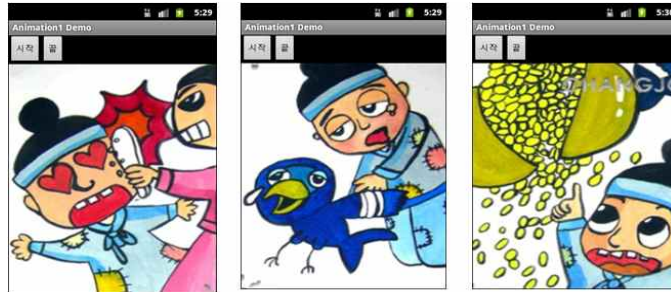 5:29
Animation1 Demo
시작 끝
5:29
Animation1 Demo
시작 끝
5:30
Animation1 Demo
시작 끝